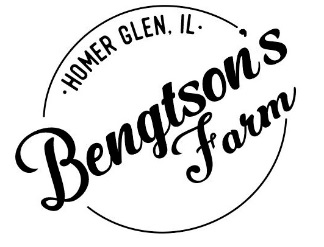 ·HOMER GLEN, IL·
Bengtson's
Farm